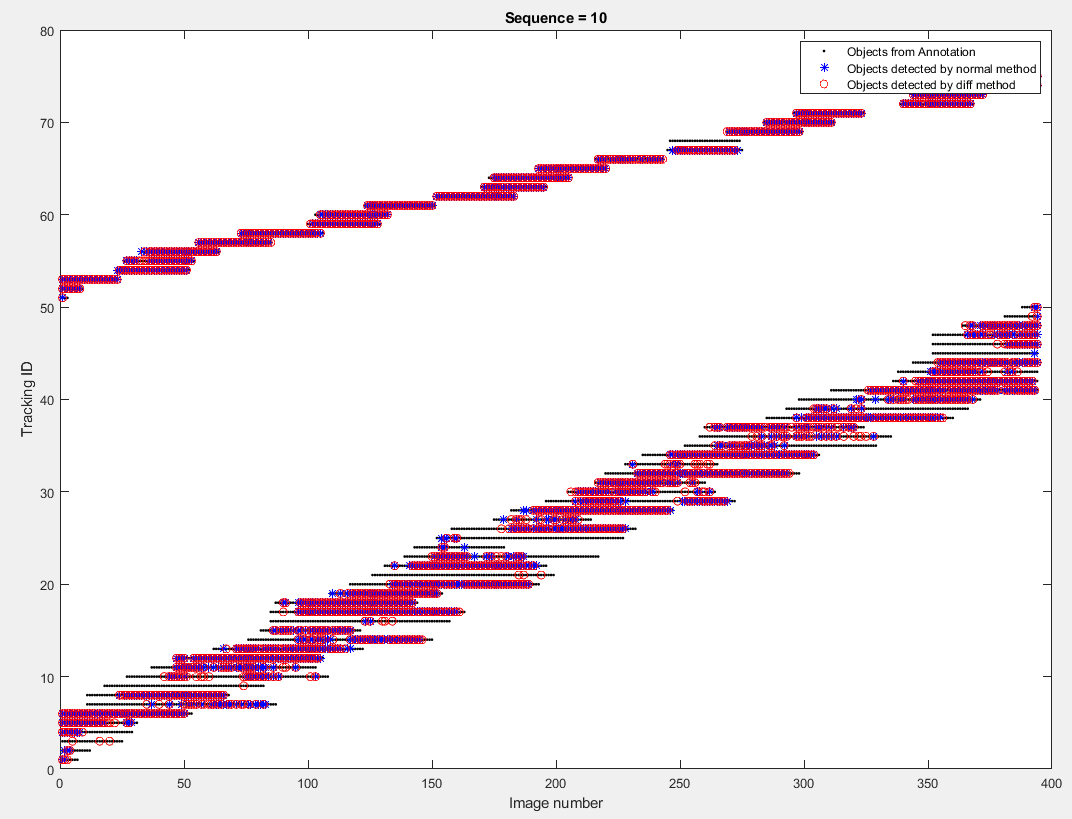 Sequence = 10
Objects from Annotation
Objects detected by normal method
Objects detected by diff method
80
70
60
50
40
30
20
10
0
Tracking ID
0 50 100 150 200 250 300 350 400
Image number